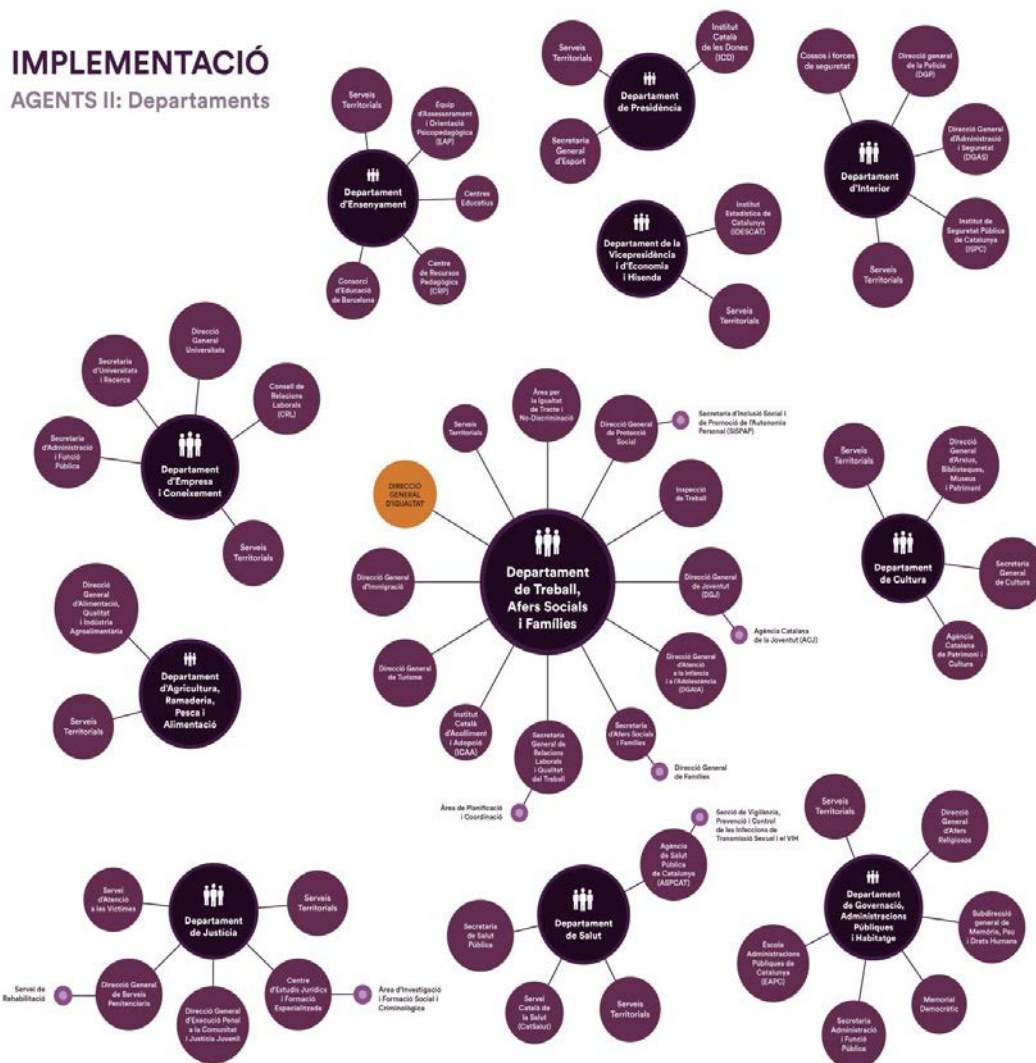 IMPLEMENTACIÓ
AGENTS II: Departaments
Serveis
Territorials
Equip
d'Assessorament
i Orientació
Psicopedagògica
(EAP)
Departament
d'Ensenyament
Centres
Educatius
Consorci
d'Educació
de Barcelona
Centre
de Recursos
Pedagògics
(CRP)
Serveis
Territorials
Institut
Català
de les Dones
(ICD)
Departament
de Presidència
Secretaria
General
d'Esport
Cossos i forces
de seguretat
Direcció general
de la Policia
(DGP)
Direcció General
d'Administració
i Seguretat
(DGAS)
Departament
d'Interior
Institut de
Seguretat Pública
de Catalunya
(ISPC)
Serveis
Territorials
Institut
Estadística de
Catalunya
(IDESCAT)
Departament de la
Vicepresidència
i d'Economia
i Hisenda
Serveis
Territorials
Direcció
General
Universitats
Secretaria
d'Universitats
i Recerca
Consell de
Relacions
Laborals
(CRL)
Secretaria
d'Administració
i Funció
Pública
Departament
d'Empresa
i Coneixement
Serveis
Territorials
Àrea per
la Igualtat
de Tracte i
No-Discriminació
Serveis
Territorials
Direcció General
de Protecció
Social
Secretaria d'Inclusió Social i
de Promoció de l'Autonomia
Personal (SISPAP)
DIRECCIÓ
GENERAL
D'IGUALTAT
Inspecció
de Treball
Departament
de Treball,
Afers Socials
i Famílies
Direcció General
d'Immigració
Direcció General
de Joventut
(DGJ)
Agència Catalana
de la Joventut (ACJ)
Direcció General
de Turisme
Direcció General
d'Atenció
a la Infància
i a l'Adolescència
(DGAIA)
Institut
Català
d'Acolliment
i Adopció
(ICAA)
Secretaria
General de
Relacions
Laborals
i Qualitat
del Treball
Secretaria
d'Afers Socials
i Famílies
Direcció General
de Famílies
Àrea de Planificació
i Coordinació
Serveis
Territorials
Direcció
General
d'Arxius,
Biblioteques,
Museus
i Patrimoni
Departament
de Cultura
Secretaria
General
de Cultura
Agència
Catalana
de Patrimoni i
Cultura
Direcció
General
d'Alimentació,
Qualitat
i Indústria
Agroalimentària
Departament
d'Agricultura,
Ramaderia,
Pesca i
Alimentació
Serveis
Territorials
Servei
d'Atenció
a les Víctimes
Departament
de Justícia
Serveis
Territorials
Servei de
Rehabilitació
Direcció General
de Serveis
Penitenciaris
Direcció General
d'Execució Penal
a la Comunitat
i Justícia Juvenil
Centre
d'Estudis Jurídics
i Formació
Especialitzada
Àrea d'Investigació
i Formació Social i
Criminològica
Secció de Vigilància,
Prevenció i Control
de les Infeccions de
Transmissió Sexual i el VIH
Agència
de Salut
Pública de
Catalunya
(ASPCAT)
Departament
de Salut
Secretaria
de Salut
Pública
Servei
Català de
la Salut
(CatSalut)
Serveis
Territorials
Serveis
Territorials
Direcció
General
d'Afers
Religiosos
Departament
de Governació,
Administracions
Públiques
i Habitatge
Subdirecció
general de
Memòria, Pau
i Drets Humans
Escola
Administracions
Públiques de
Catalunya
(EAPC)
Memorial
Democràtic
Secretaria
Administració
i Funció
Pública